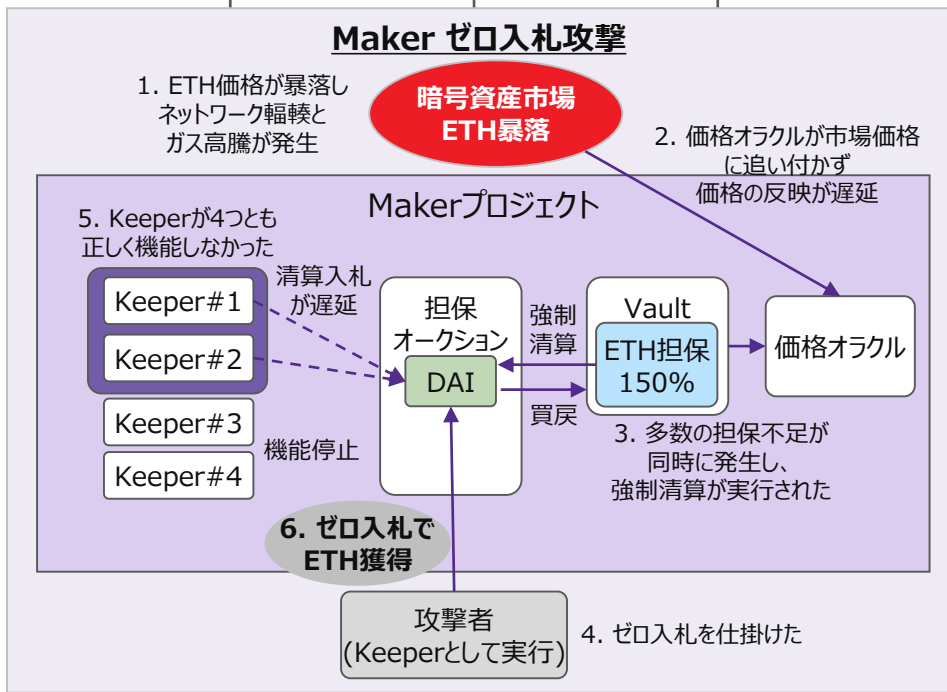 Maker ゼロ入札攻撃
1. ETH価格が暴落し
ネットワーク輻輳と
ガス高騰が発生
暗号資産市場
ETH暴落
2. 価格オラクルが市場価格
に追い付かず
価格の反映が遅延
Makerプロジェクト
5. Keeperが4つとも
正しく機能しなかった
Keeper#1
Keeper#2
Keeper#3
Keeper#4
清算入札
が遅延
機能停止
担保
オークション
DAI
強制
清算
買戻
Vault
ETH担保
150%
価格オラクル
3. 多数の担保不足が
同時に発生し、
強制清算が実行された
6. ゼロ入札で
ETH獲得
攻撃者
(Keeperとして実行)
4. ゼロ入札を仕掛けた